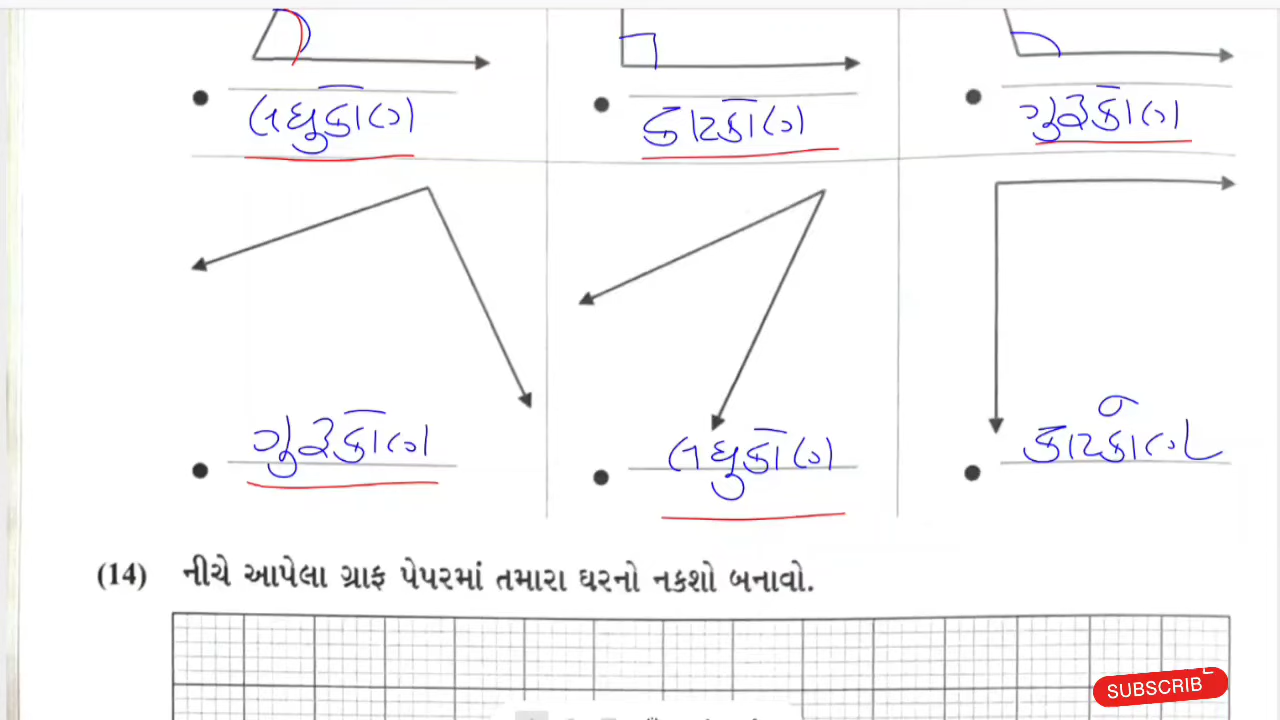 લઘુકોણ
કાટકોણ
ગુરુકોણ
ગુરુકોણ
લઘુકોણ
કાટકોણ
(14) નીચે આપેલા ગ્રાફ પેપરમાં તમારા ઘરનો નકશો બનાવો.
SUBSCRIB